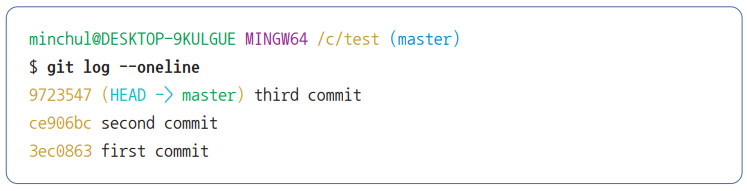 minchul@DESKTOP-9KULGUE MINGW64 /c/test (master)
$ git log --oneline
9723547 (HEAD -> master) third commit
ce906bc second commit
3ec0863 first commit